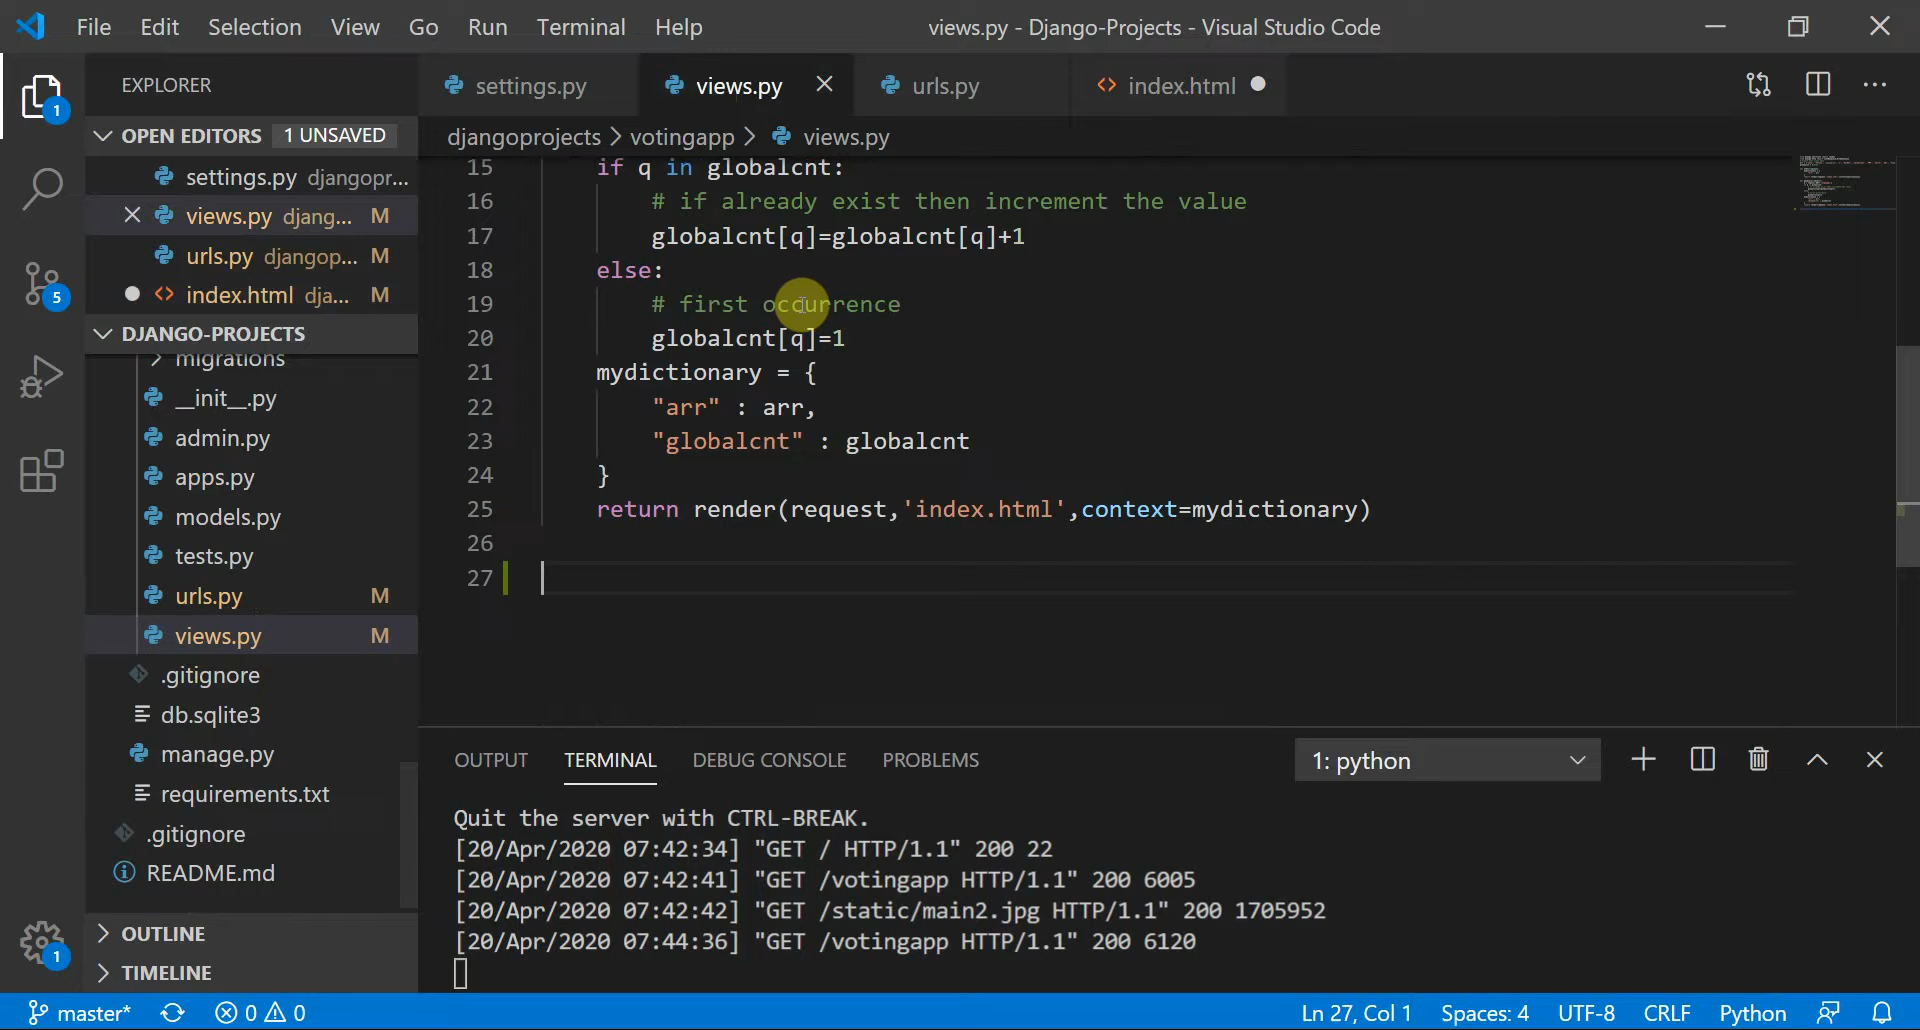 File Edit Selection View Go Run Terminal Help views.py - Django-Projects - Visual Studio Code
EXPLORER
settings.py views.py urls.py index.html
OPEN EDITORS 1 UNSAVED
settings.py djangopr...
views.py djang... M
urls.py djangop... M
index.html dja... M
DJANGO-PROJECTS
migrations
__init__.py
admin.py
apps.py
models.py
tests.py
urls.py M
views.py M
.gitignore
db.sqlite3
manage.py
requirements.txt
.gitignore
README.md
OUTLINE
TIMELINE
1
5
1
djangoprojects > votingapp > views.py
15 if q in globalcnt:
16 # if already exist then increment the value
17 globalcnt[q]=globalcnt[q]+1
18 else:
19 # first occurrence
20 globalcnt[q]=1
21 mydictionary = {
22 "arr" : arr,
23 "globalcnt" : globalcnt
24 }
25 return render(request,'index.html',context=mydictionary)
26
27
OUTPUT TERMINAL DEBUG CONSOLE PROBLEMS 1: python
Quit the server with CTRL-BREAK.
[20/Apr/2020 07:42:34] "GET / HTTP/1.1" 200 22
[20/Apr/2020 07:42:41] "GET /votingapp HTTP/1.1" 200 6005
[20/Apr/2020 07:42:42] "GET /static/main2.jpg HTTP/1.1" 200 1705952
[20/Apr/2020 07:44:36] "GET /votingapp HTTP/1.1" 200 6120
master* 0 0 Ln 27, Col 1 Spaces: 4 UTF-8 CRLF Python